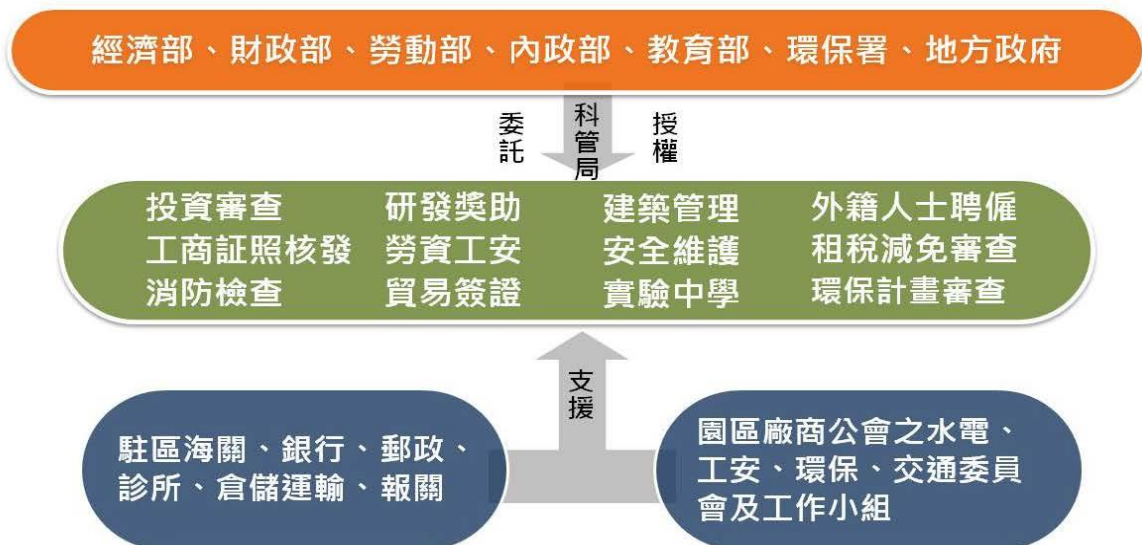 經濟部、財政部、勞動部、內政部、教育部、環保署、地方政府
委託
科管局
授權
投資審查 研發獎助 建築管理 外籍人士聘僱
工商証照核發 勞資工安 安全維護 租稅減免審查
消防檢查 貿易簽證 實驗中學 環保計畫審查
支援
駐區海關、銀行、郵政、
診所、倉儲運輸、報關
園區廠商公會之水電、
工安、環保、交通委員
會及工作小組